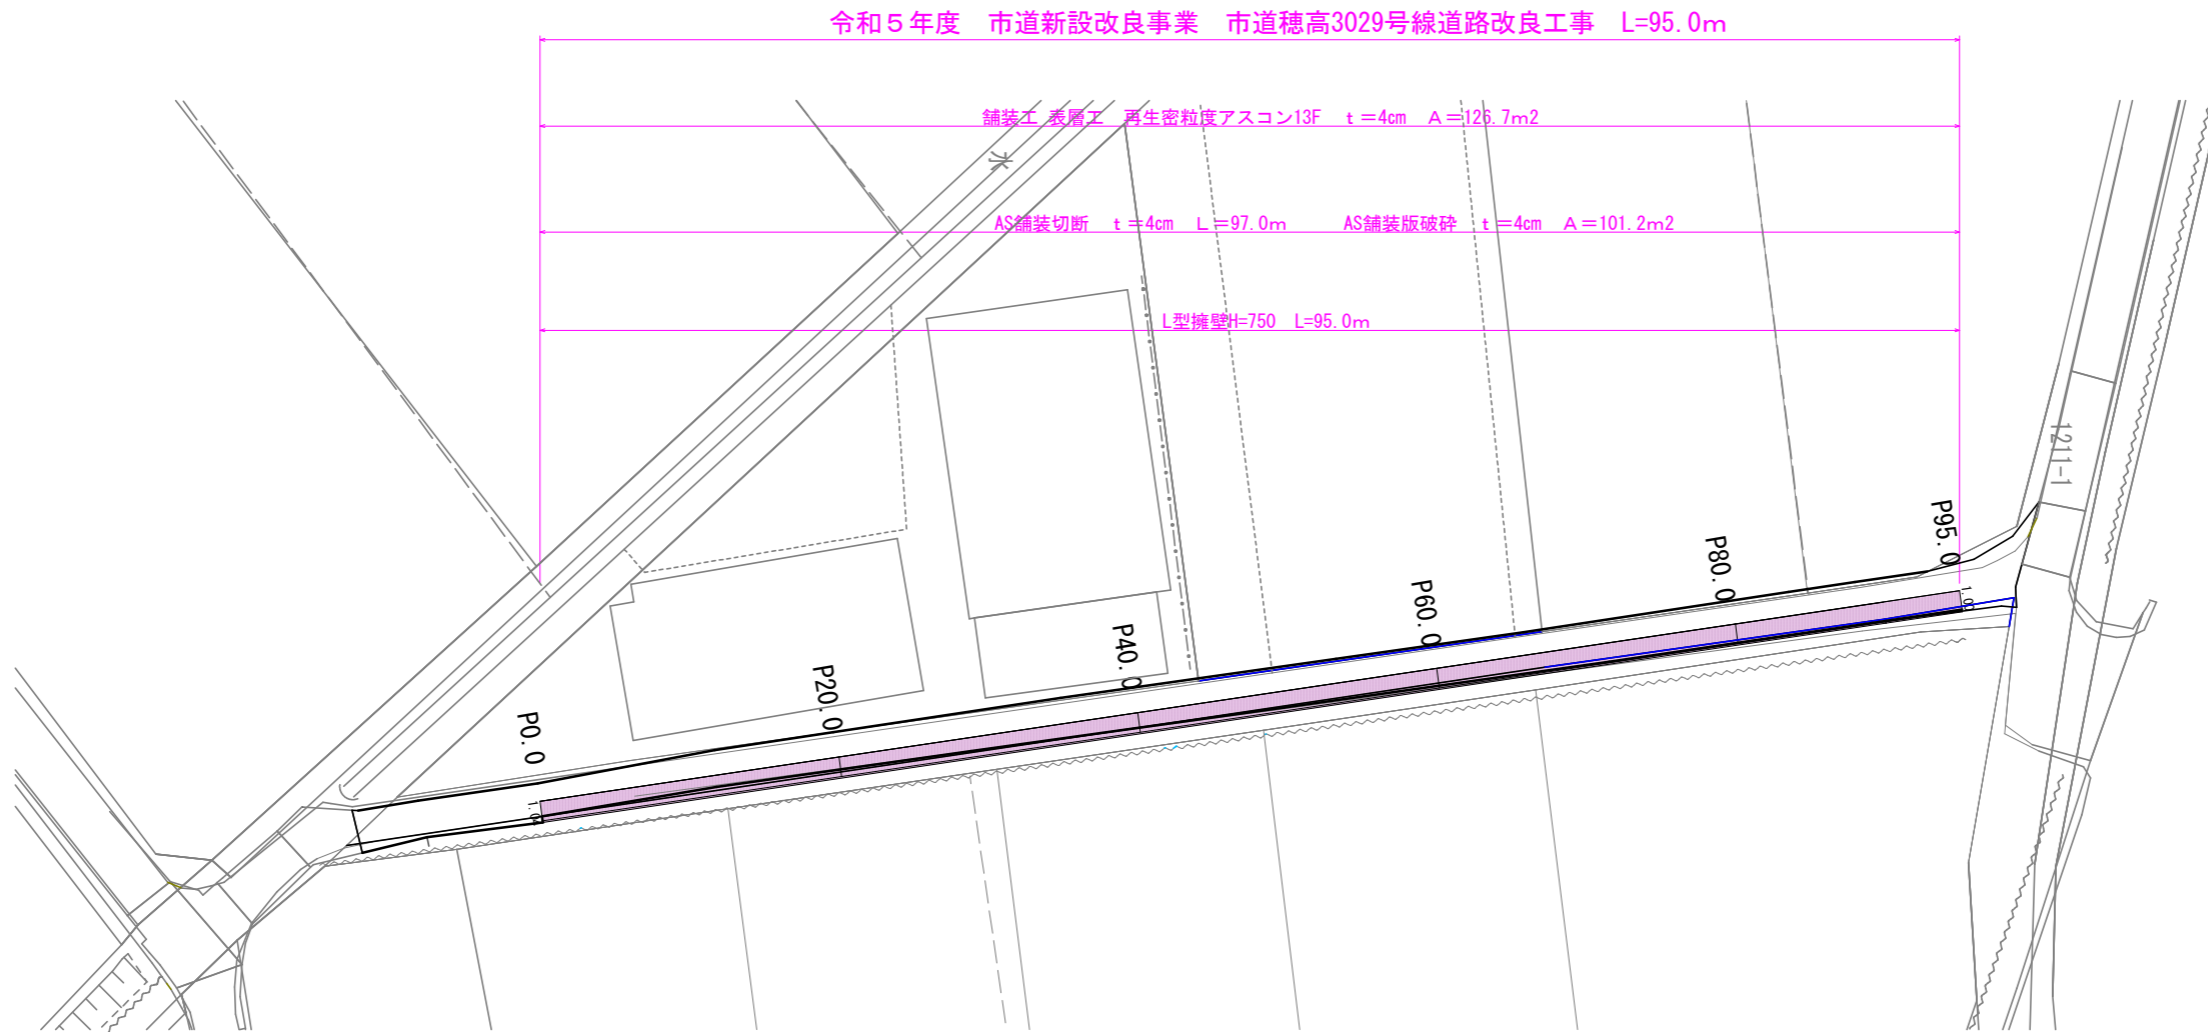 令和５年度　市道新設改良事業　市道穂高3029号線道路改良工事　L=95.0m
舗装工 表層工　再生密粒度アスコン13F　ｔ＝4cm　Ａ＝126.7m2
水
AS舗装切断　ｔ＝4cm　Ｌ＝97.0m　　AS舗装版破砕　ｔ＝4cm　Ａ＝101.2m2
L型擁壁H=750　L=95.0m
1211-1
P95.0
P80.0
P60.0
P40.0
P20.0
P0.0
1.04